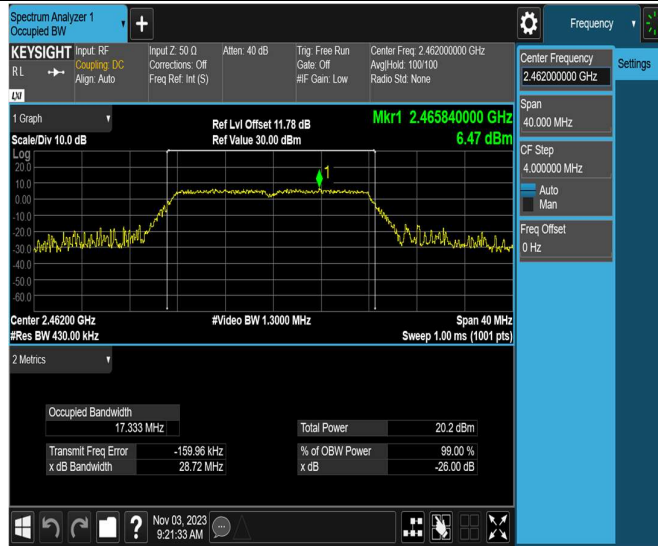 Spectrum Analyzer 1
Occupied BW
Frequency
KEYSIGHT
R L
LXI
Input: RF
Coupling: DC
Align: Auto
Input Z: 50 Ω
Corrections: Off
Freq Ref: Int (S)
Atten: 40 dB
Trig: Free Run
Gate: Off
#IF Gain: Low
Center Freq: 2.462000000 GHz
Avg|Hold: 100/100
Radio Std: None
Center Frequency
2.462000000 GHz
Settings
Span
40.000 MHz
CF Step
4.000000 MHz
Auto
Man
Freq Offset
0 Hz
1 Graph
Scale/Div 10.0 dB
Ref Lvl Offset 11.78 dB
Ref Value 30.00 dBm
Mkr1 2.465840000 GHz
6.47 dBm
Log
20.0
10.0
0.00
-10.0
-20.0
-30.0
-40.0
-50.0
-60.0
1
Center 2.46200 GHz
#Res BW 430.00 kHz
#Video BW 1.3000 MHz
Span 40 MHz
Sweep 1.00 ms (1001 pts)
2 Metrics
Occupied Bandwidth
17.333 MHz
Total Power 20.2 dBm
Transmit Freq Error -159.96 kHz
% of OBW Power 99.00 %
x dB Bandwidth 28.72 MHz
x dB -26.00 dB
?
Nov 03, 2023
9:21:33 AM